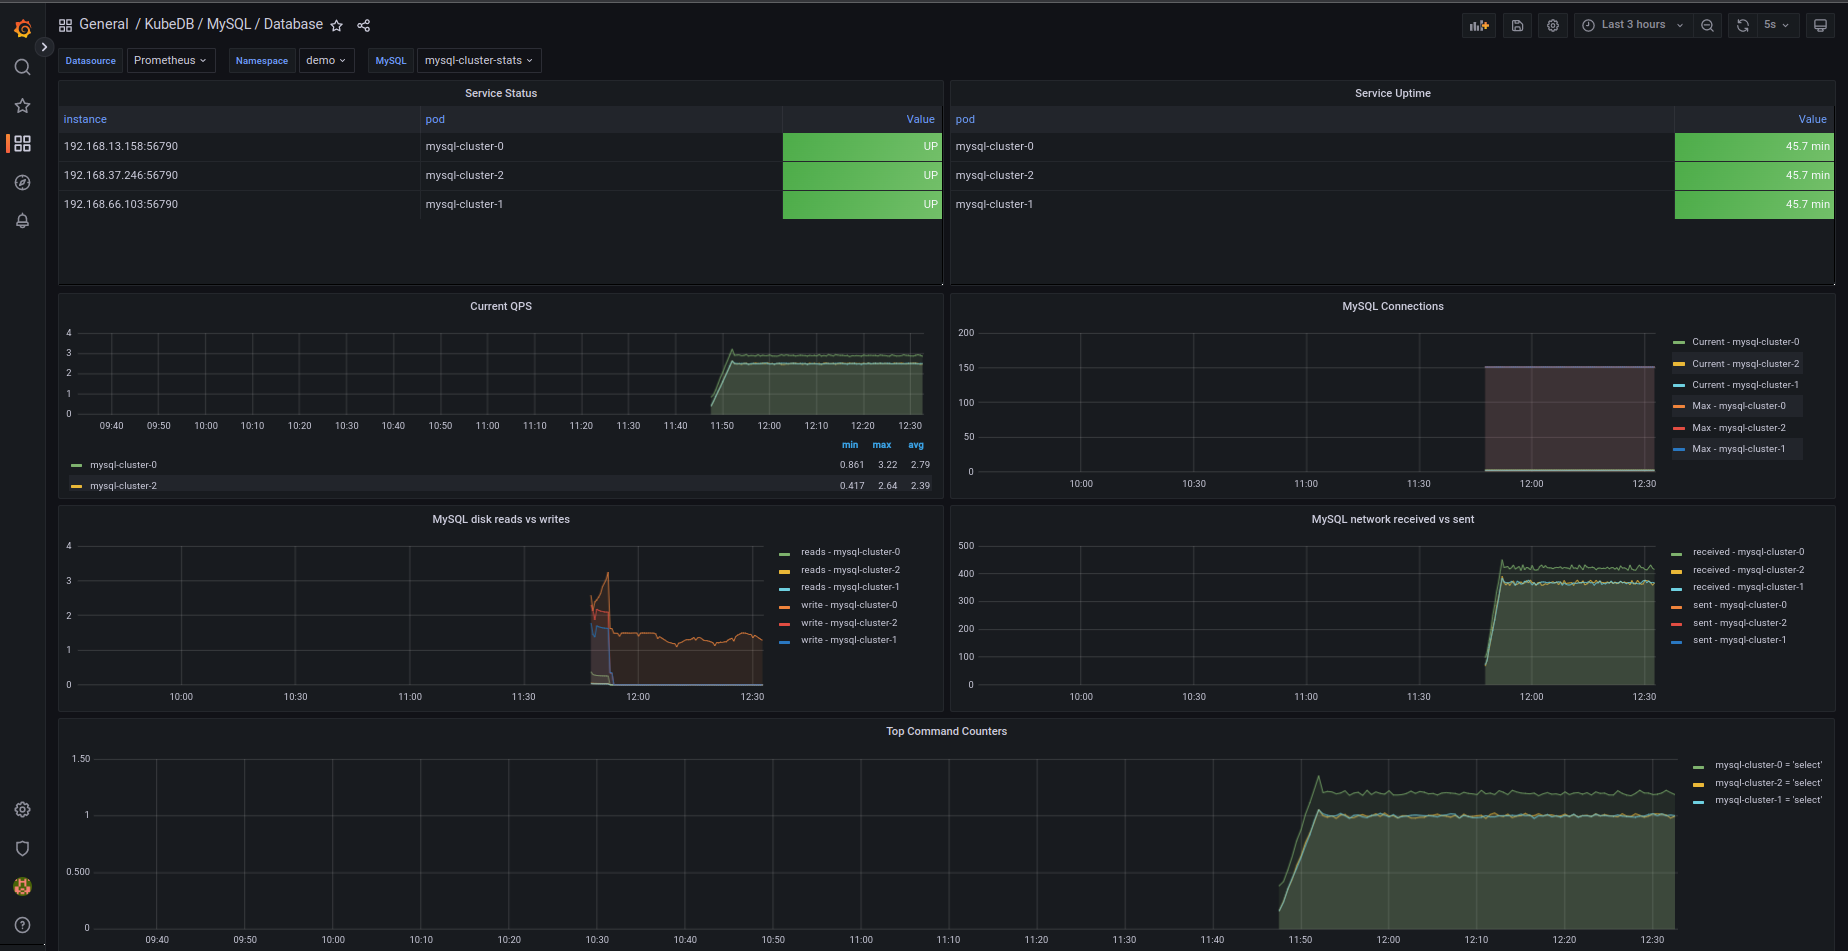 General / KubeDB / MySQL / Database
Last 3 hours
5s
Datasource Prometheus Namespace demo MySQL mysql-cluster-stats
Service Status
instance pod Value
192.168.13.158:56790 mysql-cluster-0 UP
192.168.37.246:56790 mysql-cluster-2 UP
192.168.66.103:56790 mysql-cluster-1 UP
Service Uptime
pod Value
mysql-cluster-0 45.7 min
mysql-cluster-2 45.7 min
mysql-cluster-1 45.7 min
Current QPS
4
3
2
1
0
09:40 09:50 10:00 10:10 10:20 10:30 10:40 10:50 11:00 11:10 11:20 11:30 11:40 11:50 12:00 12:10 12:20 12:30
min max avg
mysql-cluster-0 0.861 3.22 2.79
mysql-cluster-2 0.417 2.64 2.39
MySQL Connections
200
150
100
50
0
10:00 10:30 11:00 11:30 12:00 12:30
Current - mysql-cluster-0
Current - mysql-cluster-2
Current - mysql-cluster-1
Max - mysql-cluster-0
Max - mysql-cluster-2
Max - mysql-cluster-1
MySQL disk reads vs writes
4
3
2
1
0
10:00 10:30 11:00 11:30 12:00 12:30
reads - mysql-cluster-0
reads - mysql-cluster-2
reads - mysql-cluster-1
write - mysql-cluster-0
write - mysql-cluster-2
write - mysql-cluster-1
MySQL network received vs sent
500
400
300
200
100
0
10:00 10:30 11:00 11:30 12:00 12:30
received - mysql-cluster-0
received - mysql-cluster-2
received - mysql-cluster-1
sent - mysql-cluster-0
sent - mysql-cluster-2
sent - mysql-cluster-1
Top Command Counters
1.50
1
0.500
0
09:40 09:50 10:00 10:10 10:20 10:30 10:40 10:50 11:00 11:10 11:20 11:30 11:40 11:50 12:00 12:10 12:20 12:30
mysql-cluster-0 = 'select'
mysql-cluster-2 = 'select'
mysql-cluster-1 = 'select'